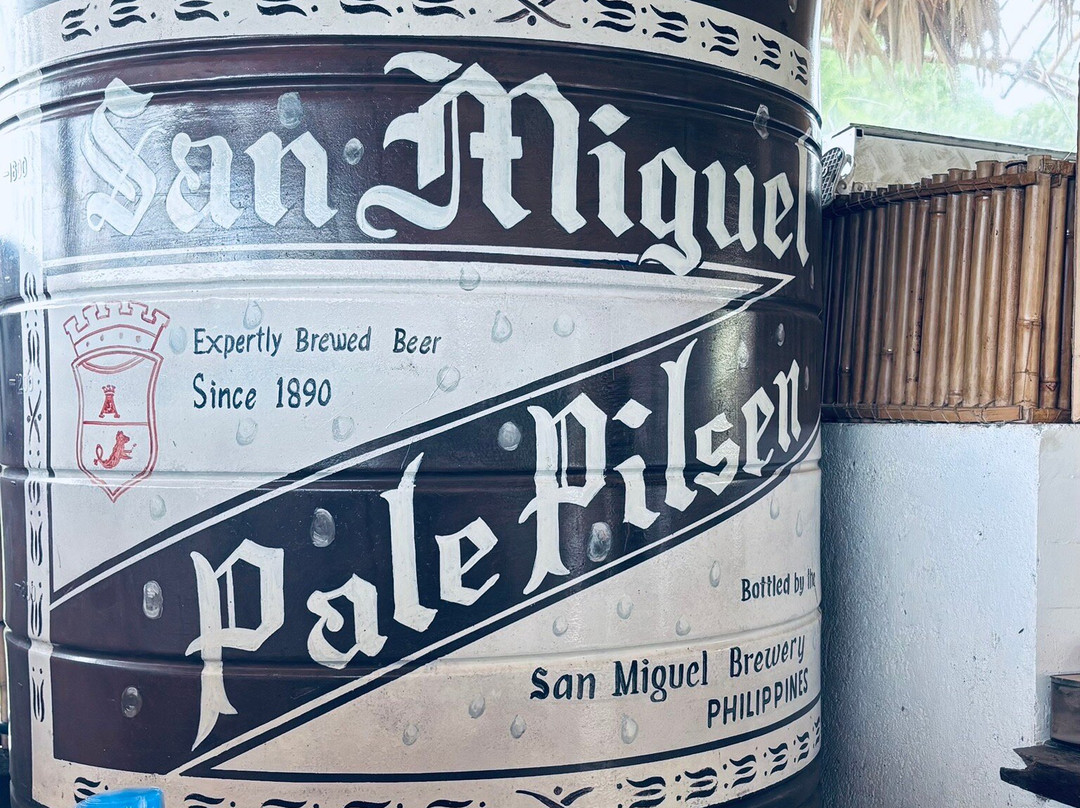 San Miguel
Expertly Brewed Beer
Since 1890
Pale Pilsen
Bottled by the
San Miguel Brewery
PHILIPPINES